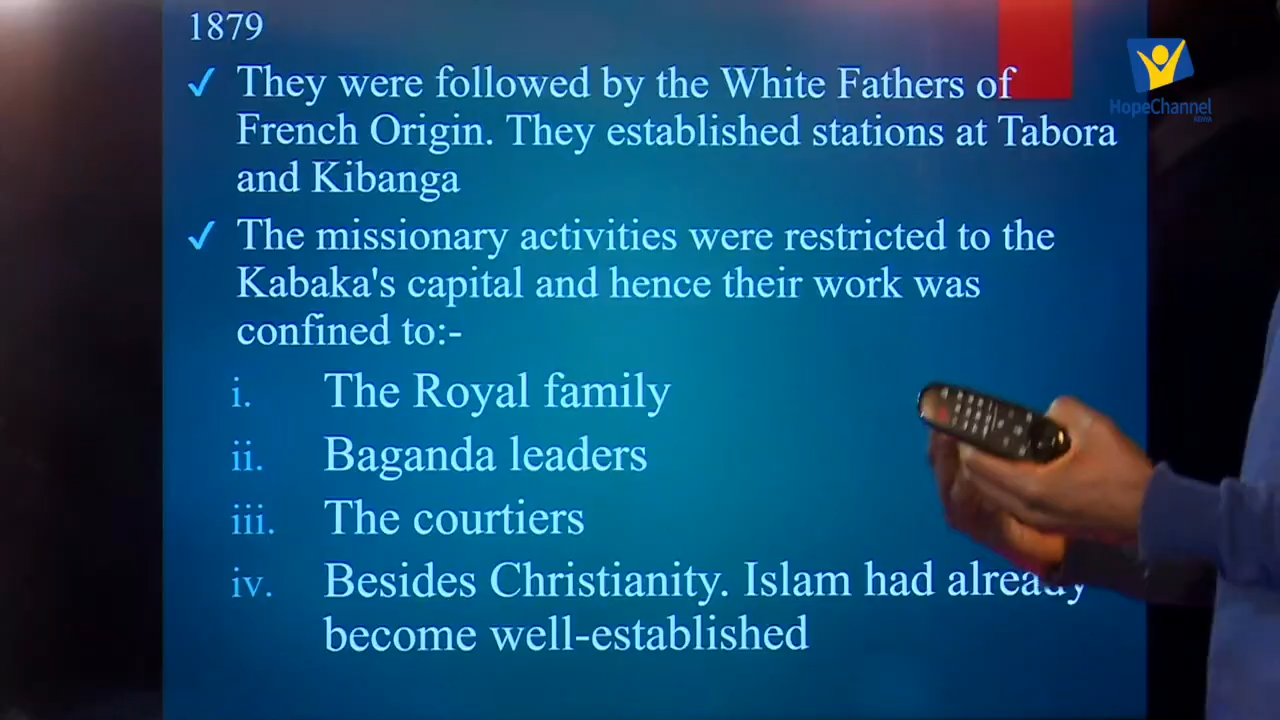 1879
✓ They were followed by the White Fathers of
French Origin. They established stations at Tabora
and Kibanga
✓ The missionary activities were restricted to the
Kabaka's capital and hence their work was
confined to:-
i. The Royal family
ii. Baganda leaders
iii. The courtiers
iv. Besides Christianity. Islam had already
become well-established
HopeChannel
KENYA